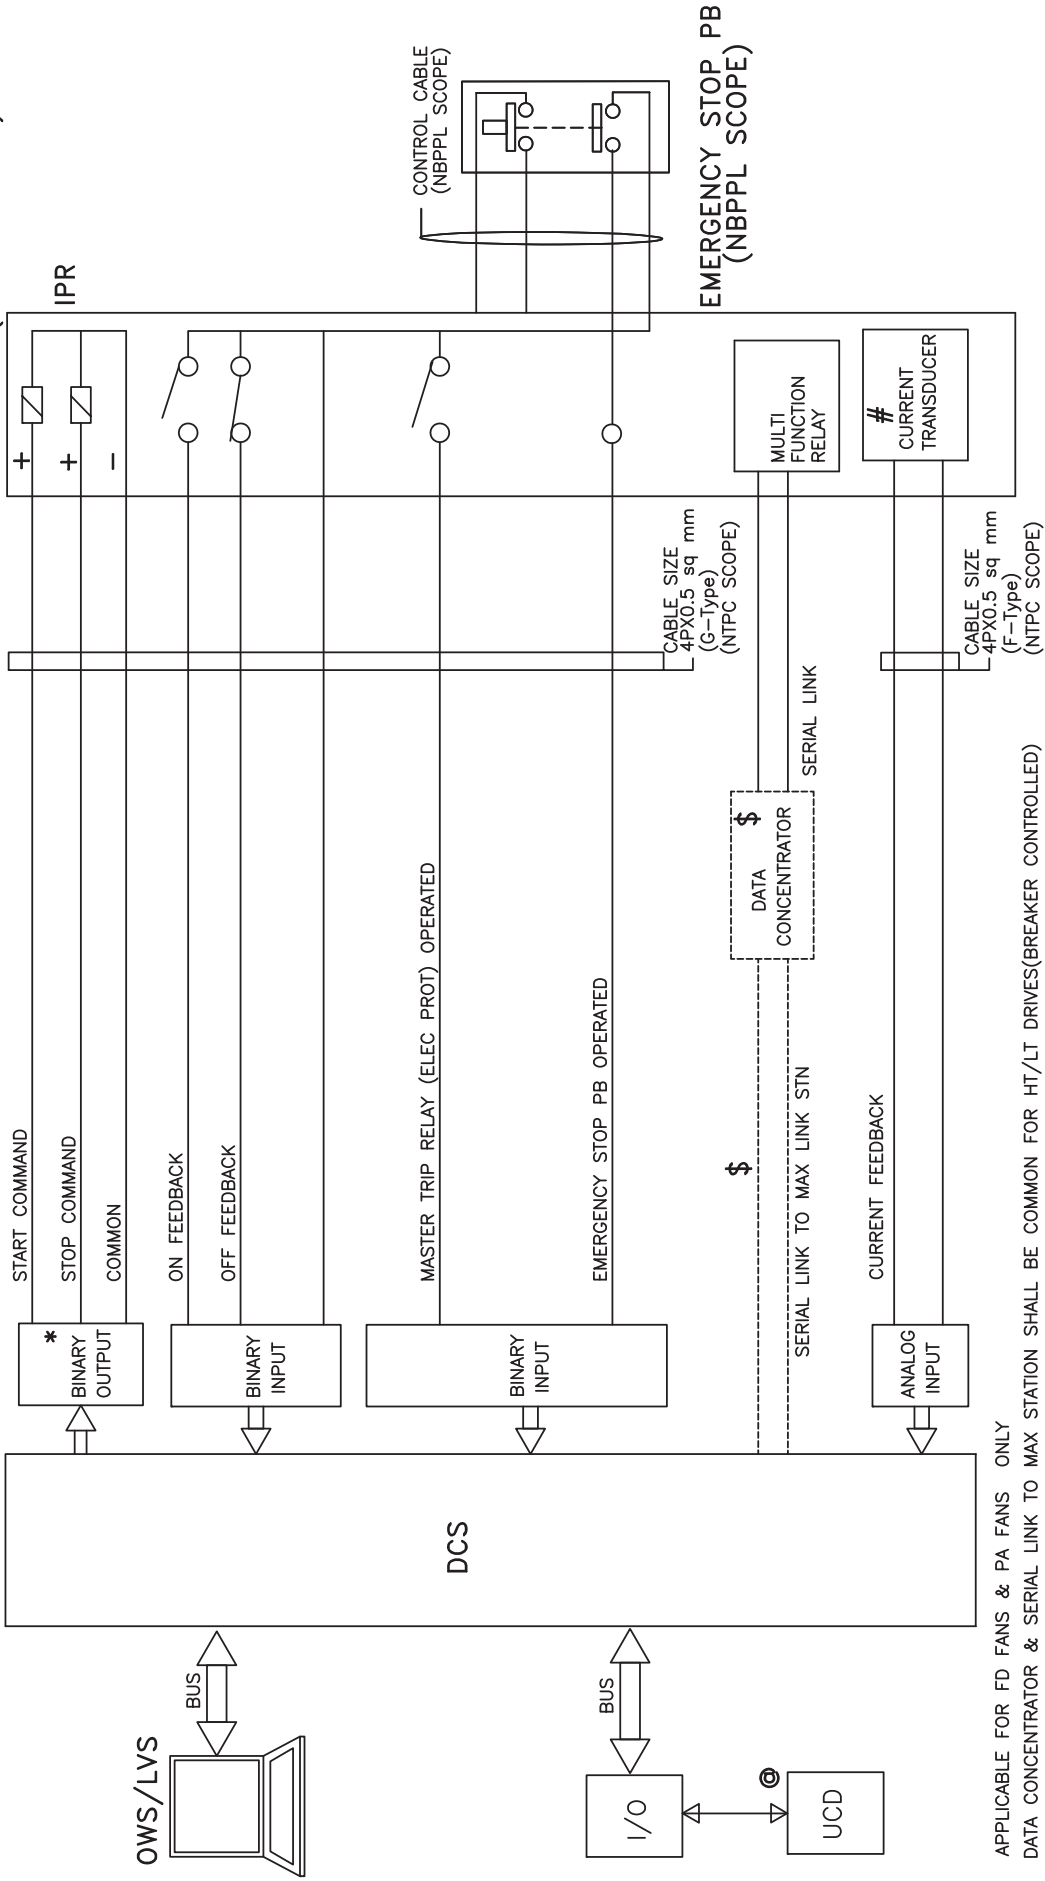 OWS/LVS
BUS
BUS
I/O
@
UCD
DCS
*
BINARY
OUTPUT
START COMMAND
STOP COMMAND
COMMON
BINARY
INPUT
ON FEEDBACK
OFF FEEDBACK
BINARY
INPUT
MASTER TRIP RELAY (ELEC PROT) OPERATED
EMERGENCY STOP PB OPERATED
$
SERIAL LINK TO MAX LINK STN
ANALOG
INPUT
CURRENT FEEDBACK
$
DATA
CONCENTRATOR
SERIAL LINK
CABLE SIZE
4PX0.5 sq mm
(G-Type)
(NTPC SCOPE)
CABLE SIZE
4PX0.5 sq mm
(F-Type)
(NTPC SCOPE)
IPR
+
+
−
MULTI
FUNCTION
RELAY
#
CURRENT
TRANSDUCER
CONTROL CABLE
(NBPPL SCOPE)
EMERGENCY STOP PB
(NBPPL SCOPE)
APPLICABLE FOR FD FANS & PA FANS ONLY
DATA CONCENTRATOR & SERIAL LINK TO MAX STATION SHALL BE COMMON FOR HT/LT DRIVES(BREAKER CONTROLLED)